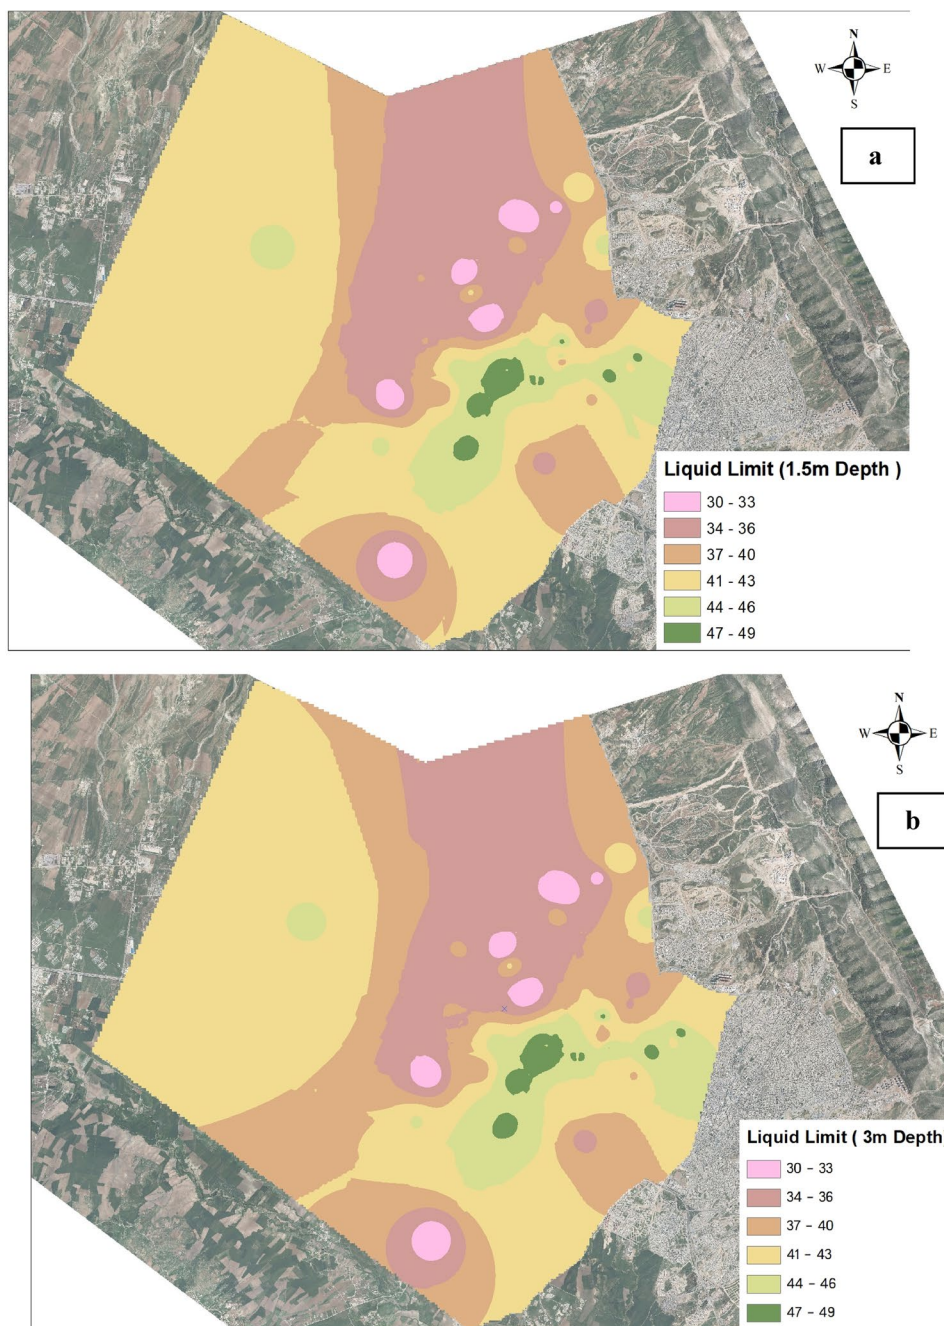 N
W E
S
a
Liquid Limit (1.5m Depth )
30 - 33
34 - 36
37 - 40
41 - 43
44 - 46
47 - 49
N
W E
S
b
Liquid Limit ( 3m Depth)
30 – 33
34 – 36
37 – 40
41 – 43
44 – 46
47 – 49